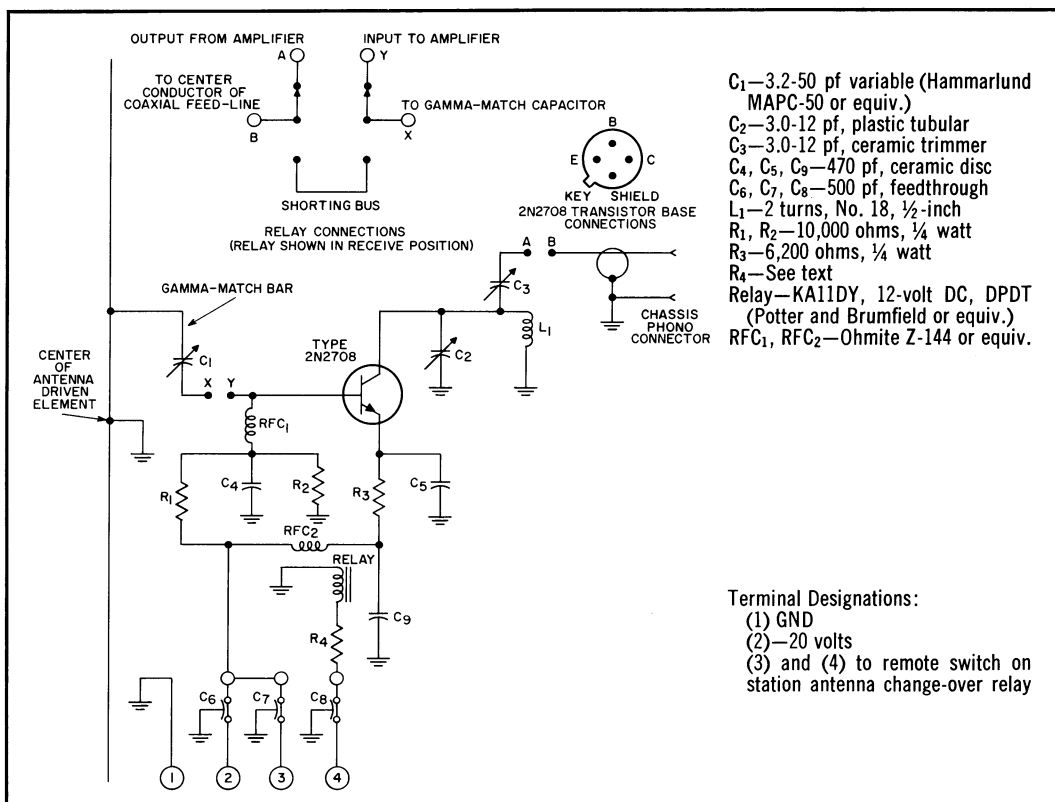 OUTPUT FROM AMPLIFIER
INPUT TO AMPLIFIER
A
Y
TO CENTER
CONDUCTOR OF
COAXIAL FEED-LINE
TO GAMMA-MATCH CAPACITOR
B
X
SHORTING BUS
RELAY CONNECTIONS
(RELAY SHOWN IN RECEIVE POSITION)
B
E
C
KEY
SHIELD
2N2708 TRANSISTOR BASE
CONNECTIONS
A
B
C3
CHASSIS
PHONO
CONNECTOR
L1
C2
GAMMA-MATCH BAR
C1
TYPE
2N2708
CENTER
OF
ANTENNA
DRIVEN
ELEMENT
X
Y
RFC1
R1
C4
R2
R3
C5
RFC2
RELAY
C9
R4
C6
C7
C8
1
2
3
4
C1—3.2-50 pf variable (Hammarlund
MAPC-50 or equiv.)
C2—3.0-12 pf, plastic tubular
C3—3.0-12 pf, ceramic trimmer
C4, C5, C9—470 pf, ceramic disc
C6, C7, C8—500 pf, feedthrough
L1—2 turns, No. 18, ½-inch
R1, R2—10,000 ohms, ¼ watt
R3—6,200 ohms, ¼ watt
R4—See text
Relay—KA11DY, 12-volt DC, DPDT
(Potter and Brumfield or equiv.)
RFC1, RFC2—Ohmite Z-144 or equiv.
Terminal Designations:
(1) GND
(2)—20 volts
(3) and (4) to remote switch on
station antenna change-over relay